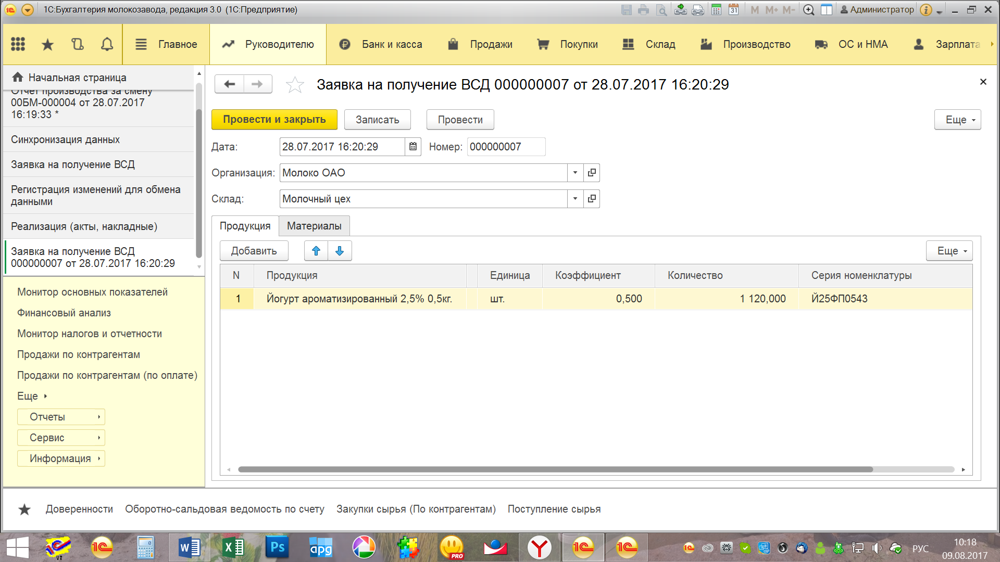 1С:Бухгалтерия молокозавода, редакция 3.0 (1С:Предприятие)
31
M M+ M-
Администратор
Главное
Руководителю
Банк и касса
Продажи
Покупки
Склад
Производство
ОС и НМА
Зарплата
Начальная страница
Отчет производства за смену
00БМ-000004 от 28.07.2017
16:19:33 *
Синхронизация данных
Заявка на получение ВСД
Регистрация изменений для обмена
данными
Реализация (акты, накладные)
Заявка на получение ВСД
000000007 от 28.07.2017 16:20:29
Монитор основных показателей
Финансовый анализ
Монитор налогов и отчетности
Продажи по контрагентам
Продажи по контрагентам (по оплате)
Еще
Отчеты
Сервис
Информация
Заявка на получение ВСД 000000007 от 28.07.2017 16:20:29
Провести и закрыть
Записать
Провести
Еще
Дата: 28.07.2017 16:20:29 Номер: 000000007
Организация: Молоко ОАО
Склад: Молочный цех
Продукция Материалы
Добавить
Еще
N Продукция Единица Коэффициент Количество Серия номенклатуры
1 Йогурт ароматизированный 2,5% 0,5кг. шт. 0,500 1 120,000 Й25ФП0543
Доверенности Оборотно-сальдовая ведомость по счету Закупки сырья (По контрагентам) Поступление сырья
РУС
10:18
09.08.2017